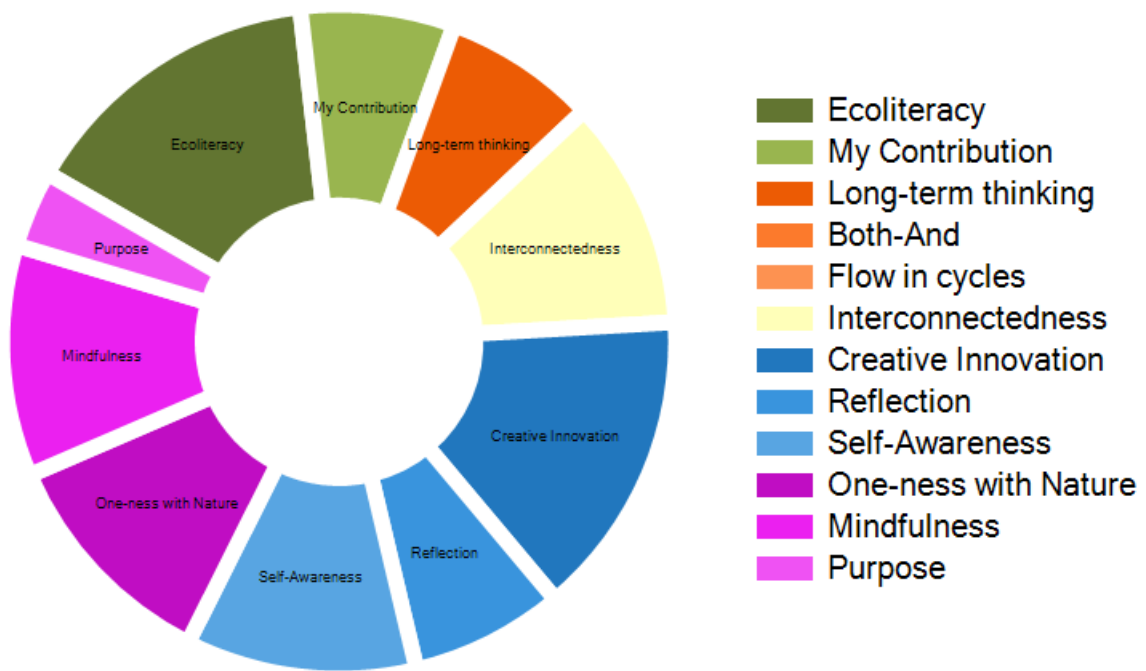 My Contribution
Ecoliteracy
Long-term thinking
Purpose
Interconnectedness
Mindfulness
Creative Innovation
One-ness with Nature
Reflection
Self-Awareness
Ecoliteracy
My Contribution
Long-term thinking
Both-And
Flow in cycles
Interconnectedness
Creative Innovation
Reflection
Self-Awareness
One-ness with Nature
Mindfulness
Purpose